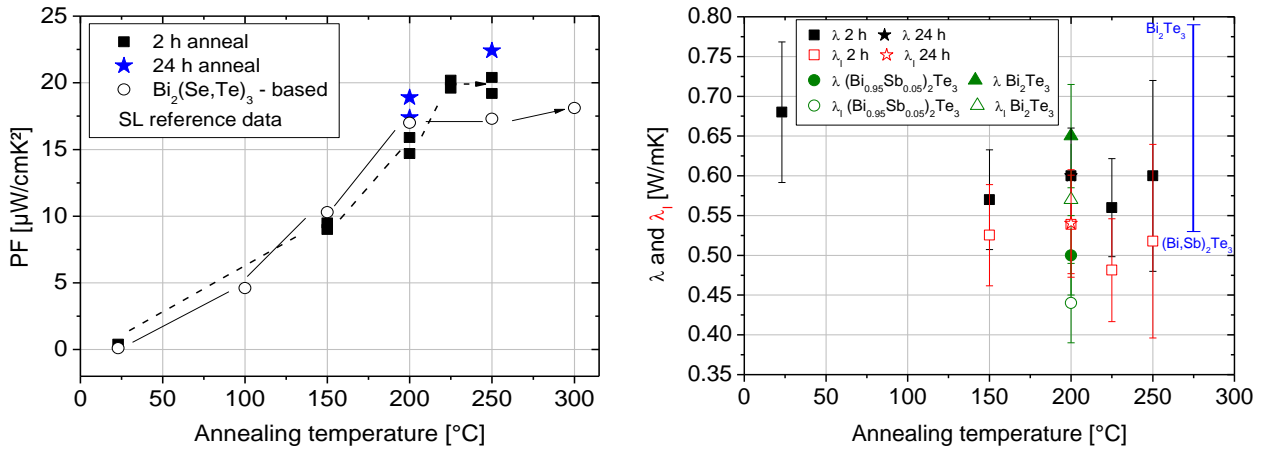 25
20
15
10
5
0
PF [µW/cmK²]
2 h anneal
24 h anneal
Bi₂(Se,Te)₃ - based
SL reference data
0 50 100 150 200 250 300
Annealing temperature [°C]
0.80
0.75
0.70
0.65
0.60
0.55
0.50
0.45
0.40
0.35
λ and λₗ [W/mK]
λ 2 h λ 24 h
λₗ 2 h λₗ 24 h
λ (Bi₀.₉₅Sb₀.₀₅)₂Te₃ λ Bi₂Te₃
λₗ (Bi₀.₉₅Sb₀.₀₅)₂Te₃ λₗ Bi₂Te₃
Bi₂Te₃
(Bi,Sb)₂Te₃
0 50 100 150 200 250 300
Annealing temperature [°C]